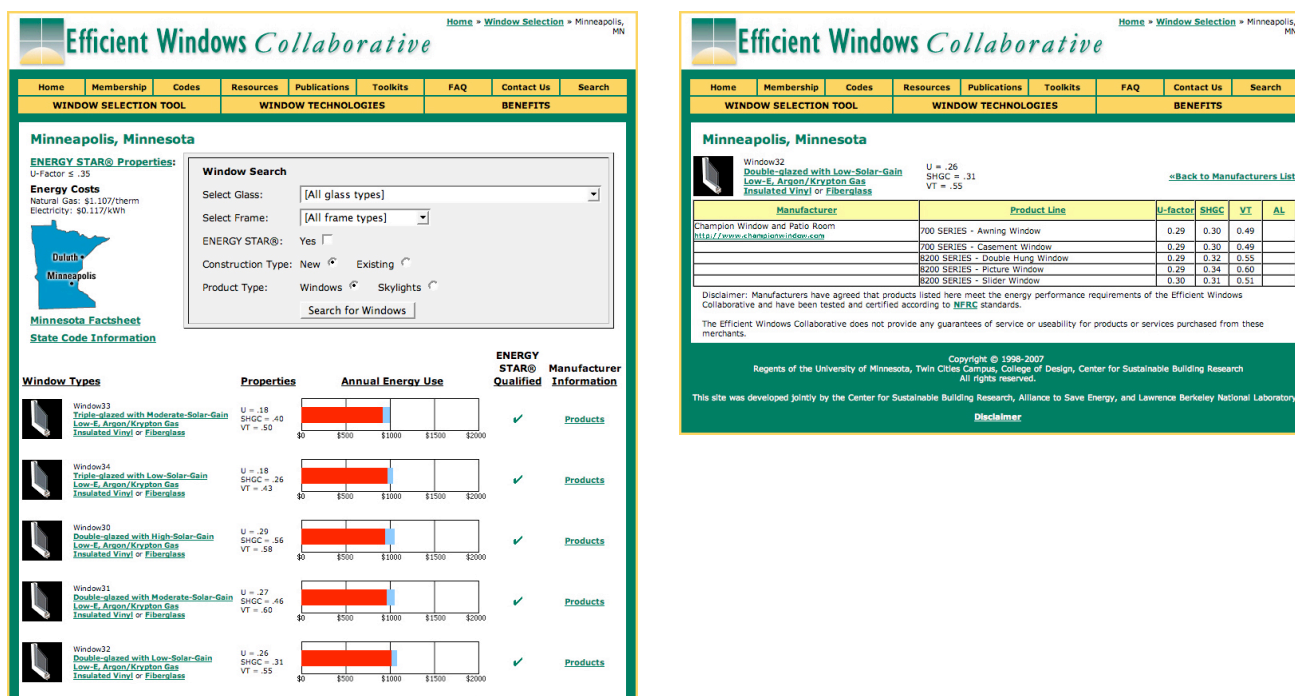 Efficient Windows Collaborative
Home » Window Selection » Minneapolis,
MN
Home Membership Codes Resources Publications Toolkits FAQ Contact Us Search
WINDOW SELECTION TOOL WINDOW TECHNOLOGIES BENEFITS
Minneapolis, Minnesota
ENERGY STAR® Properties:
U-Factor ≤ .35
Energy Costs
Natural Gas: $1.107/therm
Electricity: $0.117/kWh
Duluth
Minneapolis
Minnesota Factsheet
State Code Information
Window Search
Select Glass: [All glass types]
Select Frame: [All frame types]
ENERGY STAR®: Yes
Construction Type: New Existing
Product Type: Windows Skylights
Search for Windows
ENERGY
STAR® Manufacturer
Window Types Properties Annual Energy Use Qualified Information
Window33
Triple-glazed with Moderate-Solar-Gain
Low-E, Argon/Krypton Gas
Insulated Vinyl or Fiberglass
U = .18
SHGC = .40
VT = .50
$0 $500 $1000 $1500 $2000
✓
Products
Window34
Triple-glazed with Low-Solar-Gain
Low-E, Argon/Krypton Gas
Insulated Vinyl or Fiberglass
U = .18
SHGC = .26
VT = .43
$0 $500 $1000 $1500 $2000
✓
Products
Window30
Double-glazed with High-Solar-Gain
Low-E, Argon/Krypton Gas
Insulated Vinyl or Fiberglass
U = .29
SHGC = .56
VT = .58
$0 $500 $1000 $1500 $2000
✓
Products
Window31
Double-glazed with Moderate-Solar-Gain
Low-E, Argon/Krypton Gas
Insulated Vinyl or Fiberglass
U = .27
SHGC = .46
VT = .60
$0 $500 $1000 $1500 $2000
✓
Products
Window32
Double-glazed with Low-Solar-Gain
Low-E, Argon/Krypton Gas
Insulated Vinyl or Fiberglass
U = .26
SHGC = .31
VT = .55
$0 $500 $1000 $1500 $2000
✓
Products
Efficient Windows Collaborative
Home » Window Selection » Minneapolis,
MN
Home Membership Codes Resources Publications Toolkits FAQ Contact Us Search
WINDOW SELECTION TOOL WINDOW TECHNOLOGIES BENEFITS
Minneapolis, Minnesota
Window32
Double-glazed with Low-Solar-Gain
Low-E, Argon/Krypton Gas
Insulated Vinyl or Fiberglass
U = .26
SHGC = .31
VT = .55
«Back to Manufacturers List
Manufacturer Product Line U-factor SHGC VT AL
Champion Window and Patio Room
http://www.championwindow.com
700 SERIES - Awning Window 0.29 0.30 0.49
700 SERIES - Casement Window 0.29 0.30 0.49
8200 SERIES - Double Hung Window 0.29 0.32 0.55
8200 SERIES - Picture Window 0.29 0.34 0.60
8200 SERIES - Slider Window 0.30 0.31 0.51
Disclaimer: Manufacturers have agreed that products listed here meet the energy performance requirements of the Efficient Windows
Collaborative and have been tested and certified according to NFRC standards.
The Efficient Windows Collaborative does not provide any guarantees of service or useability for products or services purchased from these
merchants.
Copyright © 1998-2007
Regents of the University of Minnesota, Twin Cities Campus, College of Design, Center for Sustainable Building Research
All rights reserved.
This site was developed jointly by the Center for Sustainable Building Research, Alliance to Save Energy, and Lawrence Berkeley National Laboratory
Disclaimer